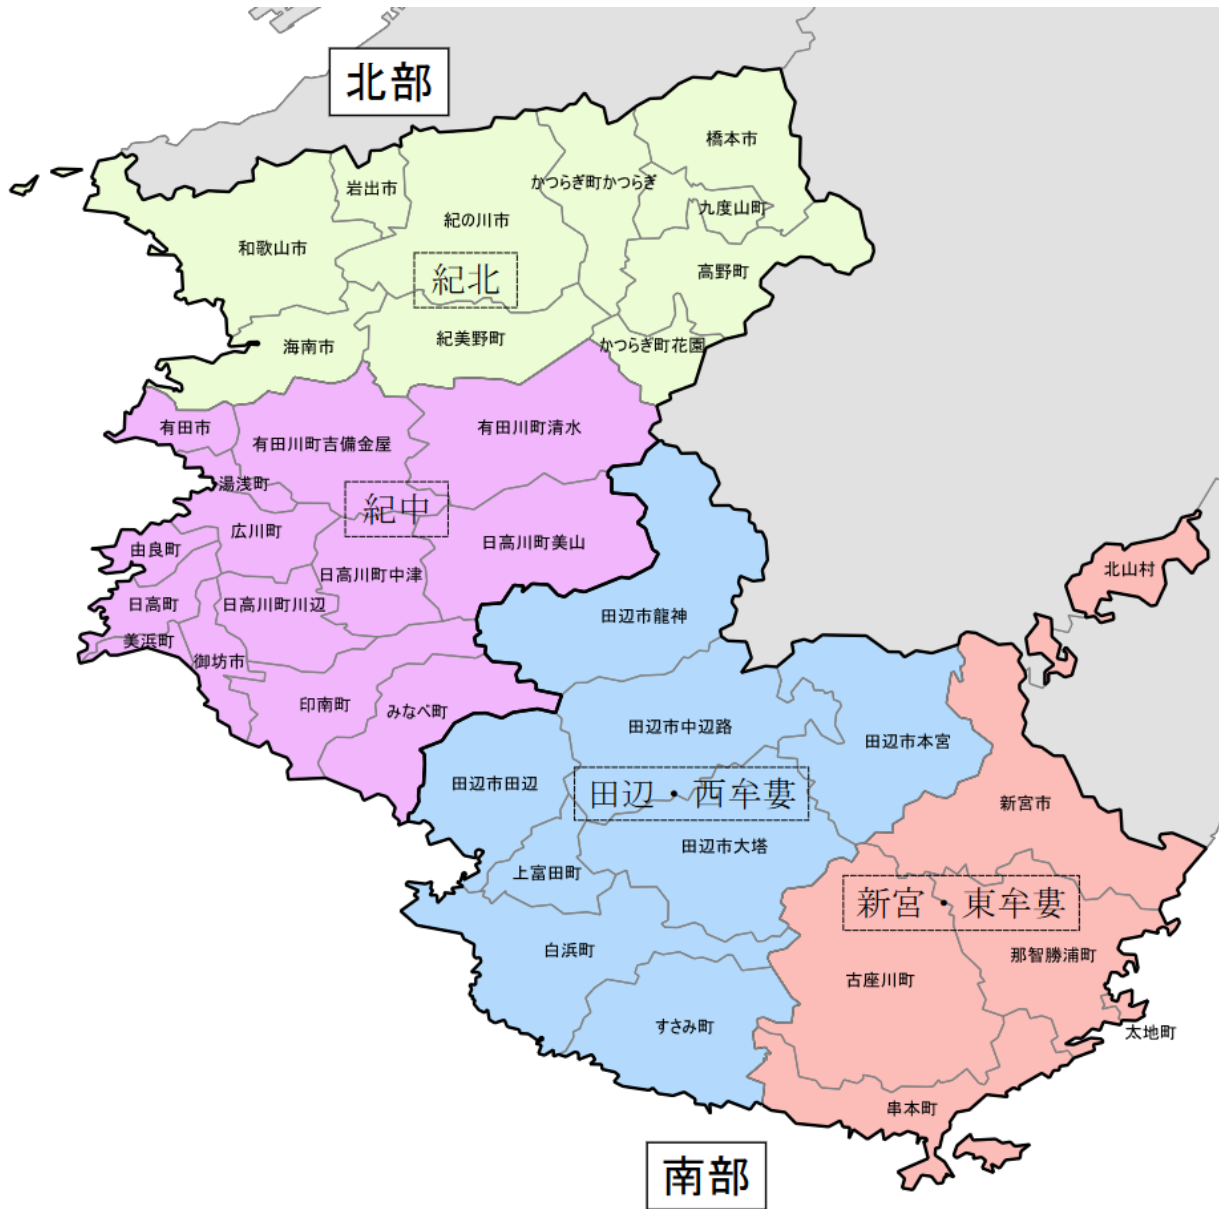 北部
橋本市
かつらぎ町かつらぎ
岩出市
九度山町
紀の川市
和歌山市
高野町
紀北
紀美野町
海南市
かつらぎ町花園
有田市
有田川町清水
有田川町吉備金屋
湯浅町
紀中
広川町
日高川町美山
由良町
日高川町中津
北山村
日高町
日高川町川辺
田辺市龍神
美浜町
御坊市
印南町
みなべ町
田辺市中辺路
田辺市本宮
田辺市田辺
田辺・西牟婁
新宮市
田辺市大塔
上富田町
新宮・東牟婁
白浜町
那智勝浦町
古座川町
すさみ町
太地町
串本町
南部